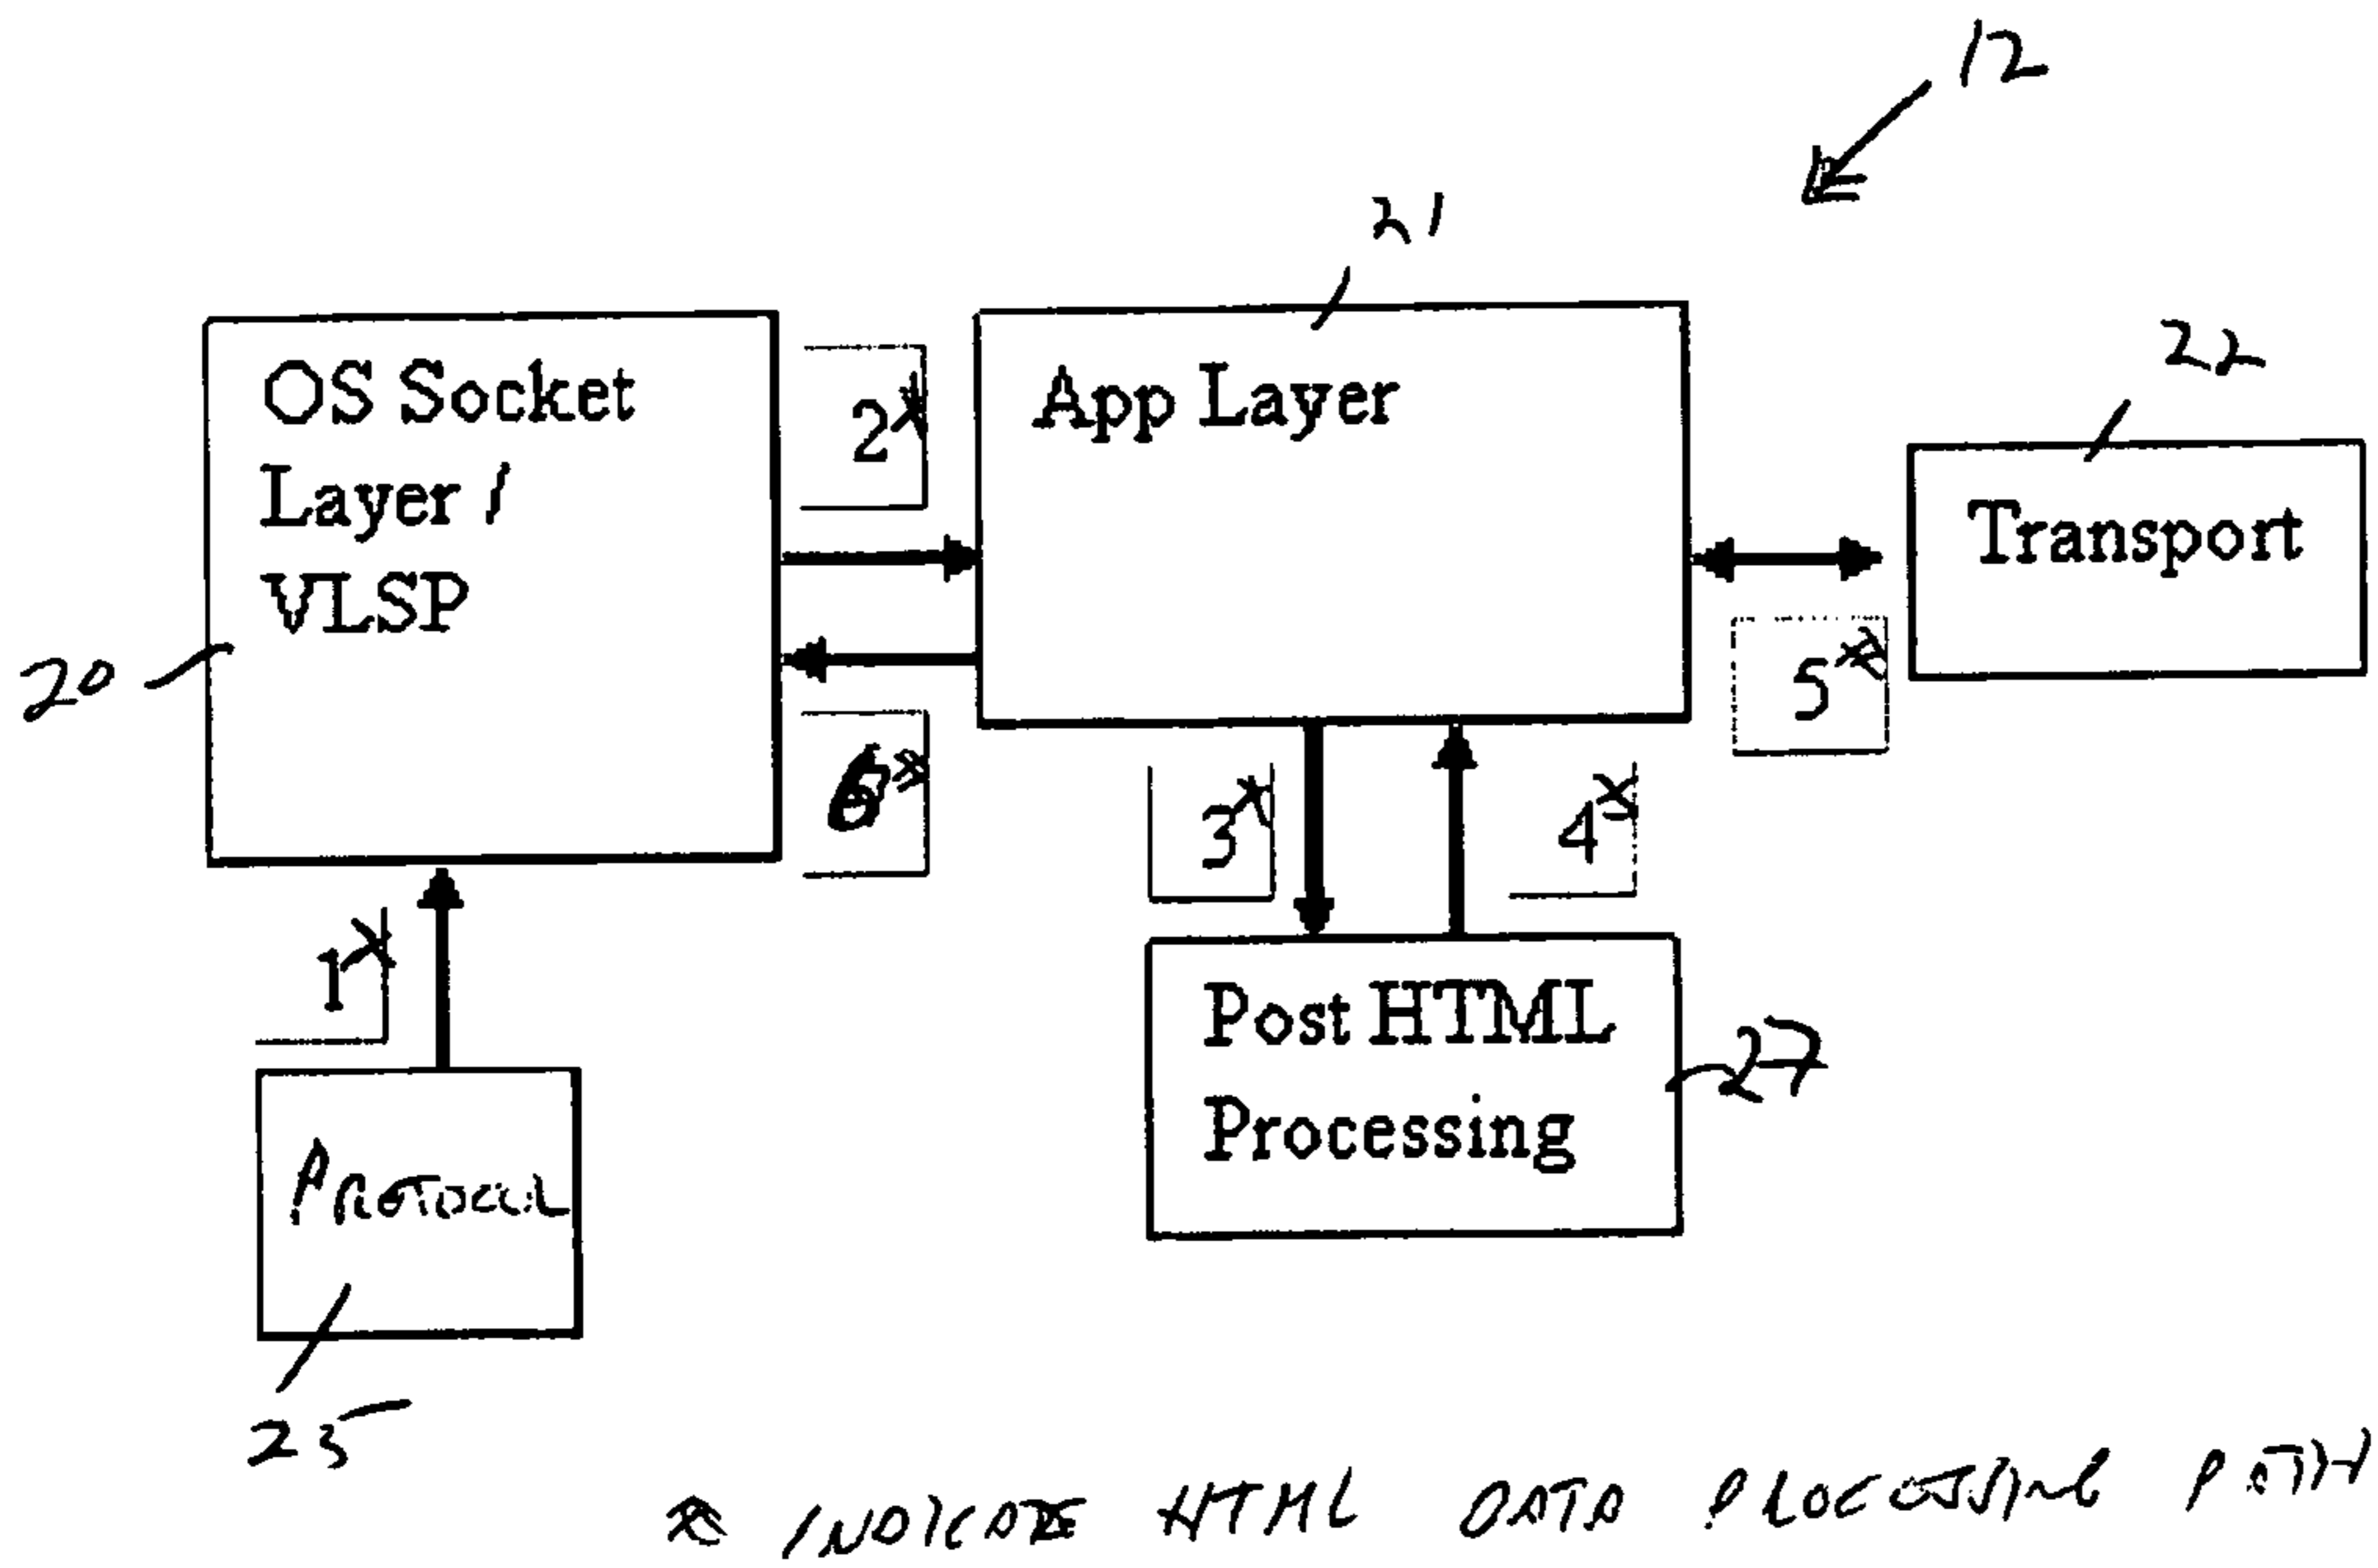 12
21
22
OS Socket
Layer /
VLSP
2*
App Layer
Transport
20
6*
5*
3*
4*
1*
Post HTML
Processing
27
PROTOCOL
25
* INDICATE HTML DATA PROCESSING PATH